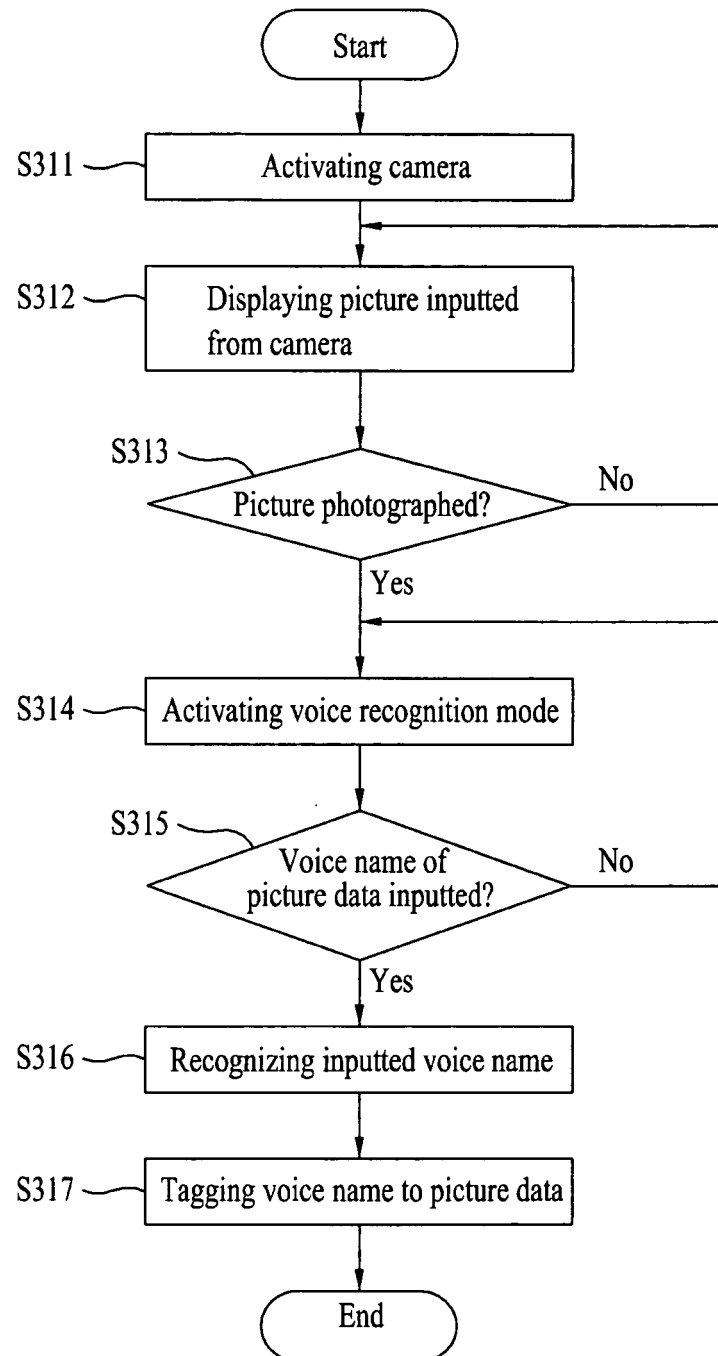 Start
S311
Activating camera
S312
Displaying picture inputted
from camera
S313
Picture photographed?
No
Yes
S314
Activating voice recognition mode
S315
Voice name of
picture data inputted?
No
Yes
S316
Recognizing inputted voice name
S317
Tagging voice name to picture data
End